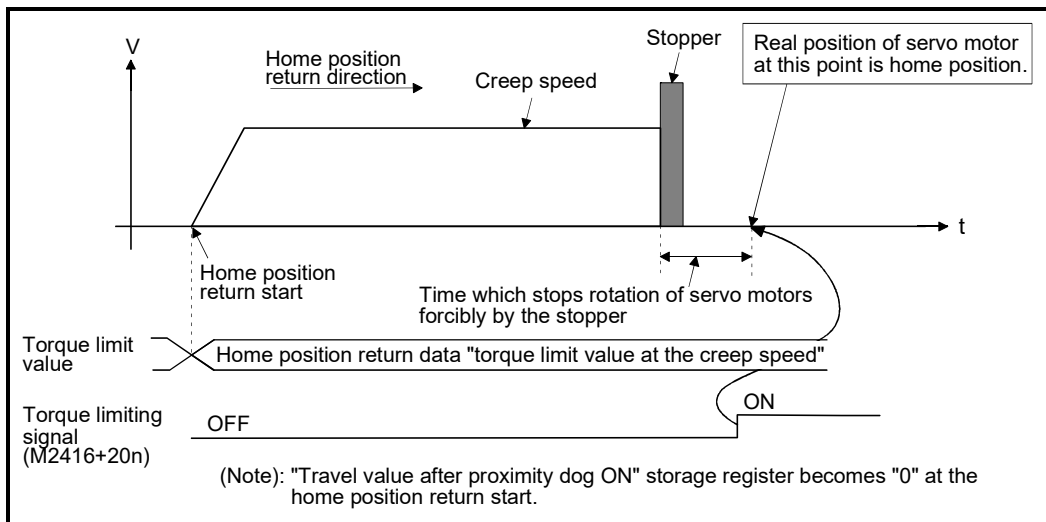 V
Home position
return direction
Creep speed
Stopper
Real position of servo motor
at this point is home position.
t
Home position
return start
Time which stops rotation of servo motors
forcibly by the stopper
Torque limit
value
Home position return data "torque limit value at the creep speed"
Torque limiting
signal
(M2416+20n)
OFF
ON
(Note): "Travel value after proximity dog ON" storage register becomes "0" at the
home position return start.